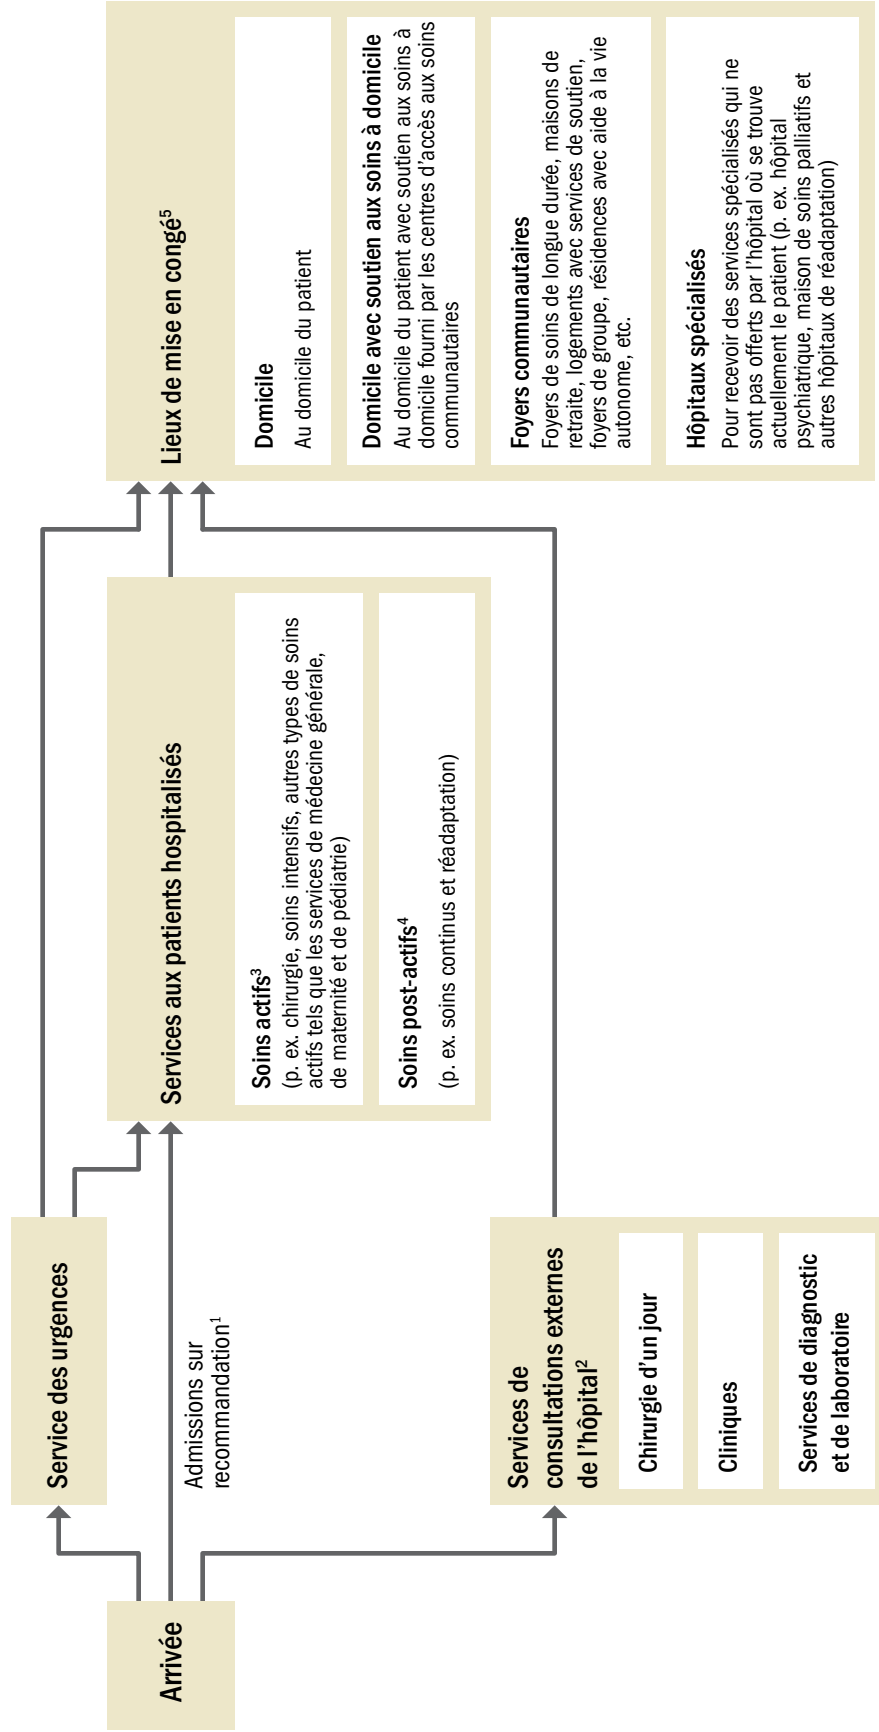 Arrivée
Service des urgences
Admissions sur
recommandation¹
Services de
consultations externes
de l'hôpital²
Chirurgie d'un jour
Cliniques
Services de diagnostic
et de laboratoire
Services aux patients hospitalisés
Soins actifs³
(p. ex. chirurgie, soins intensifs, autres types de soins
actifs tels que les services de médecine générale,
de maternité et de pédiatrie)
Soins post-actifs⁴
(p. ex. soins continus et réadaptation)
Lieux de mise en congé⁵
Domicile
Au domicile du patient
Domicile avec soutien aux soins à domicile
Au domicile du patient avec soutien aux soins à
domicile fourni par les centres d'accès aux soins
communautaires
Foyers communautaires
Foyers de soins de longue durée, maisons de
retraite, logements avec services de soutien,
foyers de groupe, résidences avec aide à la vie
autonome, etc.
Hôpitaux spécialisés
Pour recevoir des services spécialisés qui ne
sont pas offerts par l'hôpital où se trouve
actuellement le patient (p. ex. hôpital
psychiatrique, maison de soins palliatifs et
autres hôpitaux de réadaptation)